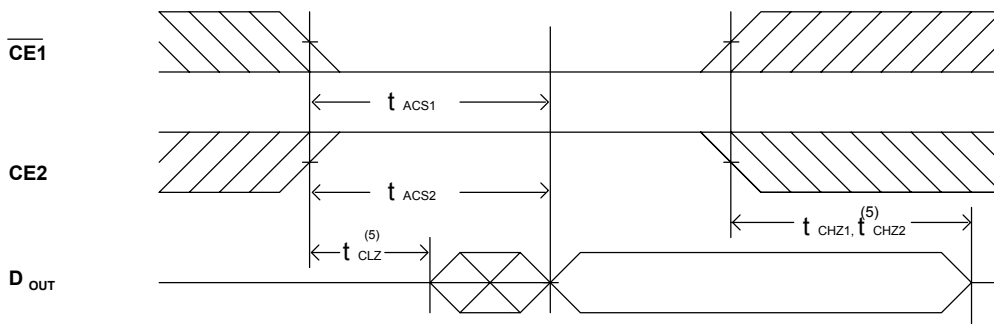 CE1
t ACS1
CE2
t ACS2
t CLZ (5)
t CHZ1, t CHZ2 (5)
D OUT